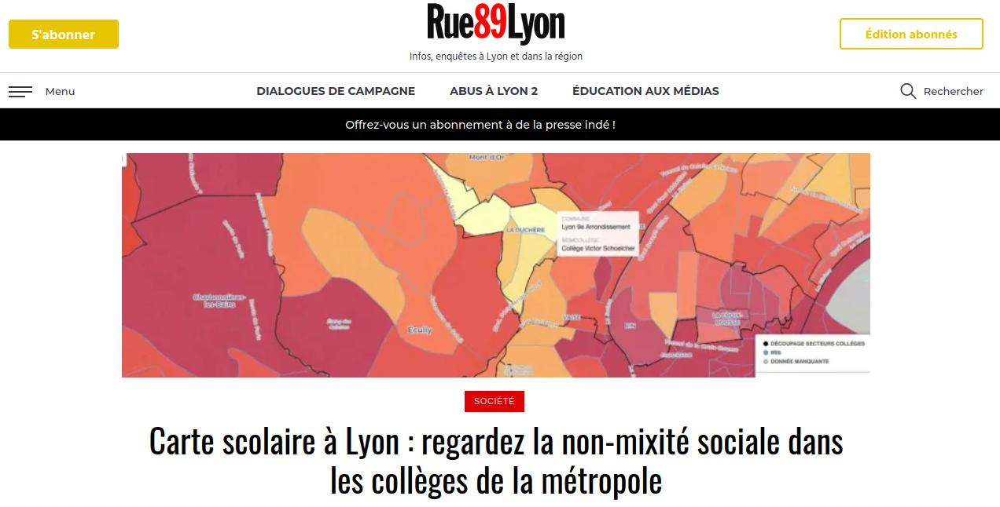 S'abonner
Rue89Lyon
Édition abonnés
Infos, enquêtes à Lyon et dans la région
Menu
DIALOGUES DE CAMPAGNE
ABUS À LYON 2
ÉDUCATION AUX MÉDIAS
Rechercher
Offrez-vous un abonnement à de la presse indé !
Mont d'Or
COMMUNE
Lyon 9e Arrondissement
NOMCOLLEGE
Collège Victor Schoelcher
LA DUCHÈRE
Charbonnières-
les-Bains
Écully
VAISE
LA CROIX-
ROUSSE
DÉCOUPAGE SECTEURS COLLÈGES
IRIS
DONNÉE MANQUANTE
SOCIÉTÉ
Carte scolaire à Lyon : regardez la non-mixité sociale dans
les collèges de la métropole